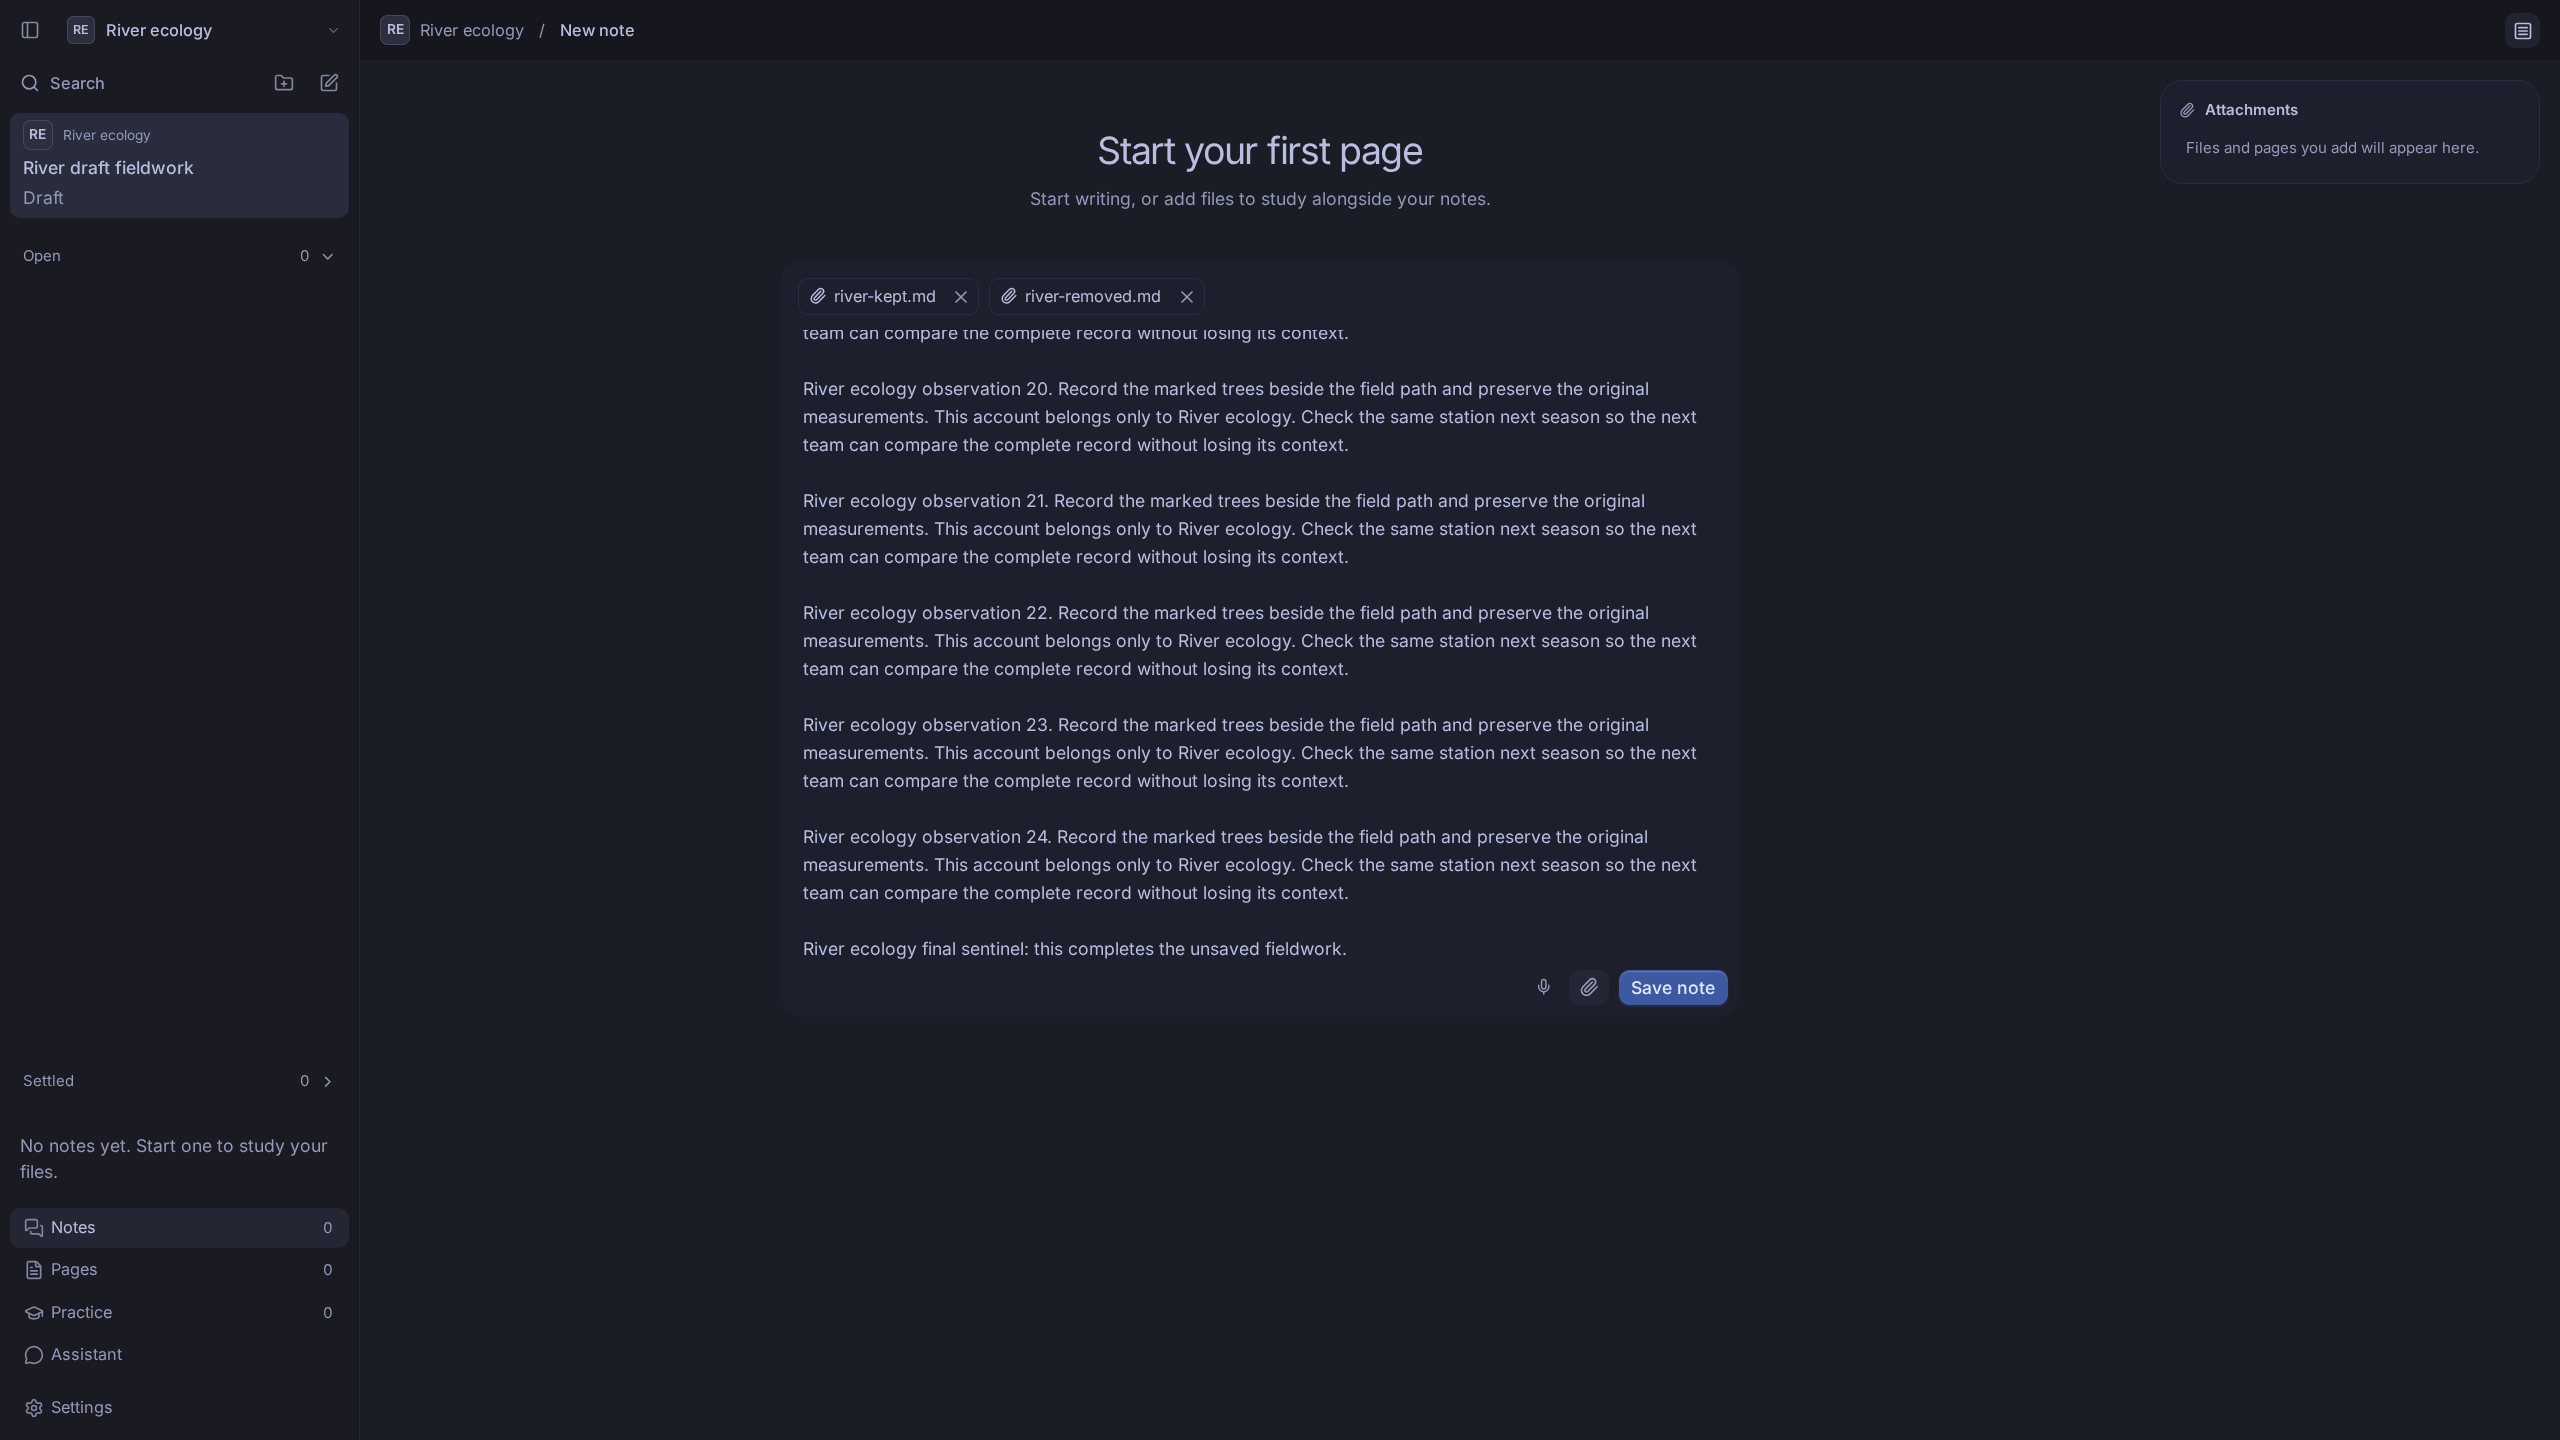 RE River ecology
RE River ecology / New note
Search
RE River ecology
River draft fieldwork
Draft
Open 0
Settled 0
No notes yet. Start one to study your
files.
Notes 0
Pages 0
Practice 0
Assistant
Settings
Start your first page
Start writing, or add files to study alongside your notes.
river-kept.md river-removed.md
team can compare the complete record without losing its context.
River ecology observation 20. Record the marked trees beside the field path and preserve the original
measurements. This account belongs only to River ecology. Check the same station next season so the next
team can compare the complete record without losing its context.
River ecology observation 21. Record the marked trees beside the field path and preserve the original
measurements. This account belongs only to River ecology. Check the same station next season so the next
team can compare the complete record without losing its context.
River ecology observation 22. Record the marked trees beside the field path and preserve the original
measurements. This account belongs only to River ecology. Check the same station next season so the next
team can compare the complete record without losing its context.
River ecology observation 23. Record the marked trees beside the field path and preserve the original
measurements. This account belongs only to River ecology. Check the same station next season so the next
team can compare the complete record without losing its context.
River ecology observation 24. Record the marked trees beside the field path and preserve the original
measurements. This account belongs only to River ecology. Check the same station next season so the next
team can compare the complete record without losing its context.
River ecology final sentinel: this completes the unsaved fieldwork.
Save note
Attachments
Files and pages you add will appear here.